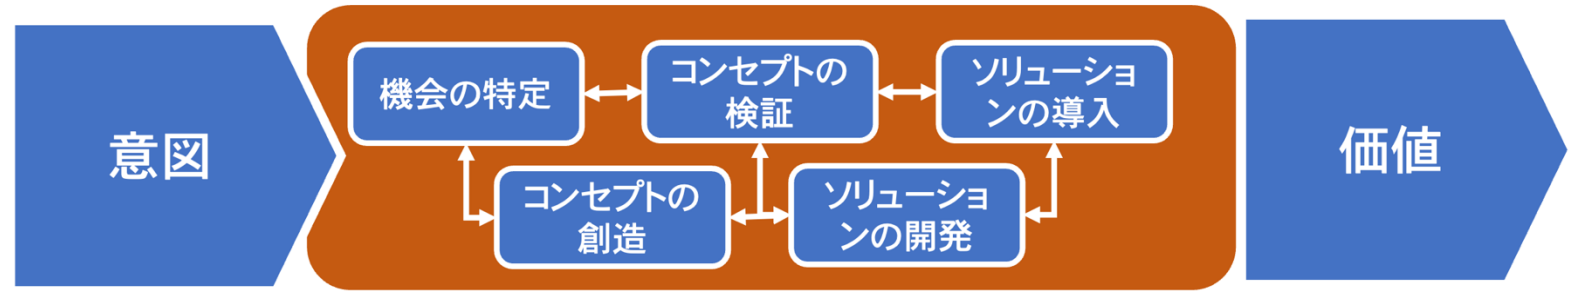 意図
機会の特定
コンセプトの
創造
コンセプトの
検証
ソリューショ
ンの開発
ソリューショ
ンの導入
価値